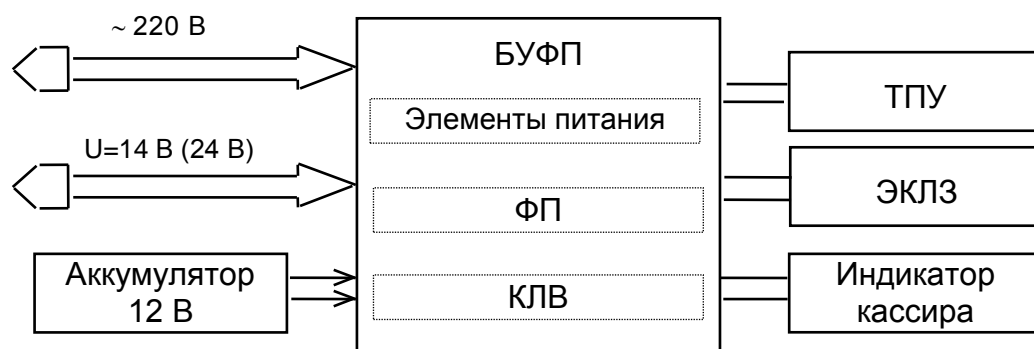 ~ 220 В
U=14 В (24 В)
Аккумулятор
12 В
БУФП
Элементы питания
ФП
КЛВ
ТПУ
ЭКЛЗ
Индикатор
кассира